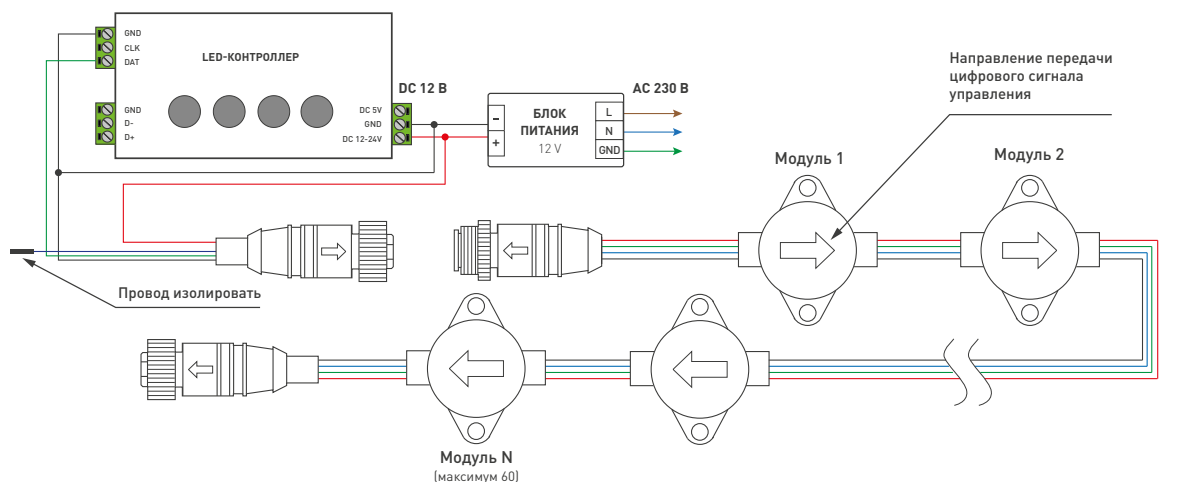 GND
CLK
DAT
LED-КОНТРОЛЛЕР
GND
D-
D+
DC 5V
GND
DC 12-24V
DC 12 В
-
+
БЛОК
ПИТАНИЯ
12 V
L
N
GND
AC 230 В
Направление передачи
цифрового сигнала
управления
Модуль 1
Модуль 2
Провод изолировать
Модуль N
(максимум 60)